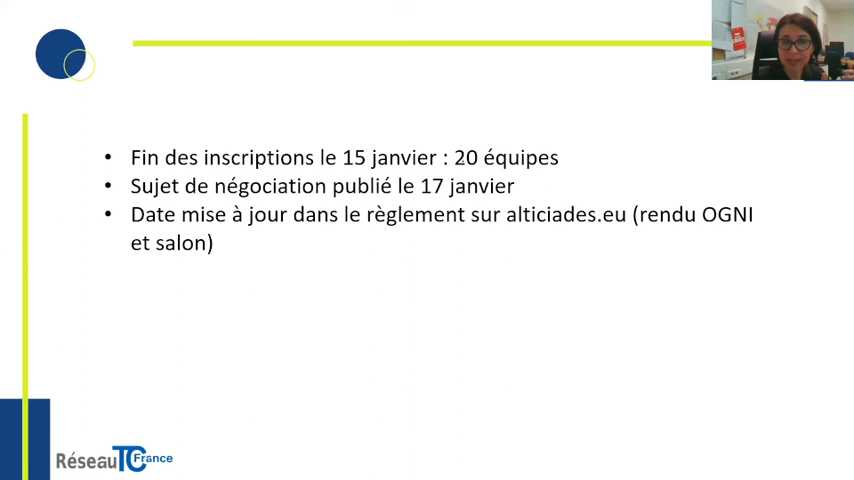 • Fin des inscriptions le 15 janvier : 20 équipes
• Sujet de négociation publié le 17 janvier
• Date mise à jour dans le règlement sur alticiades.eu (rendu OGNI
et salon)
Réseau TC France